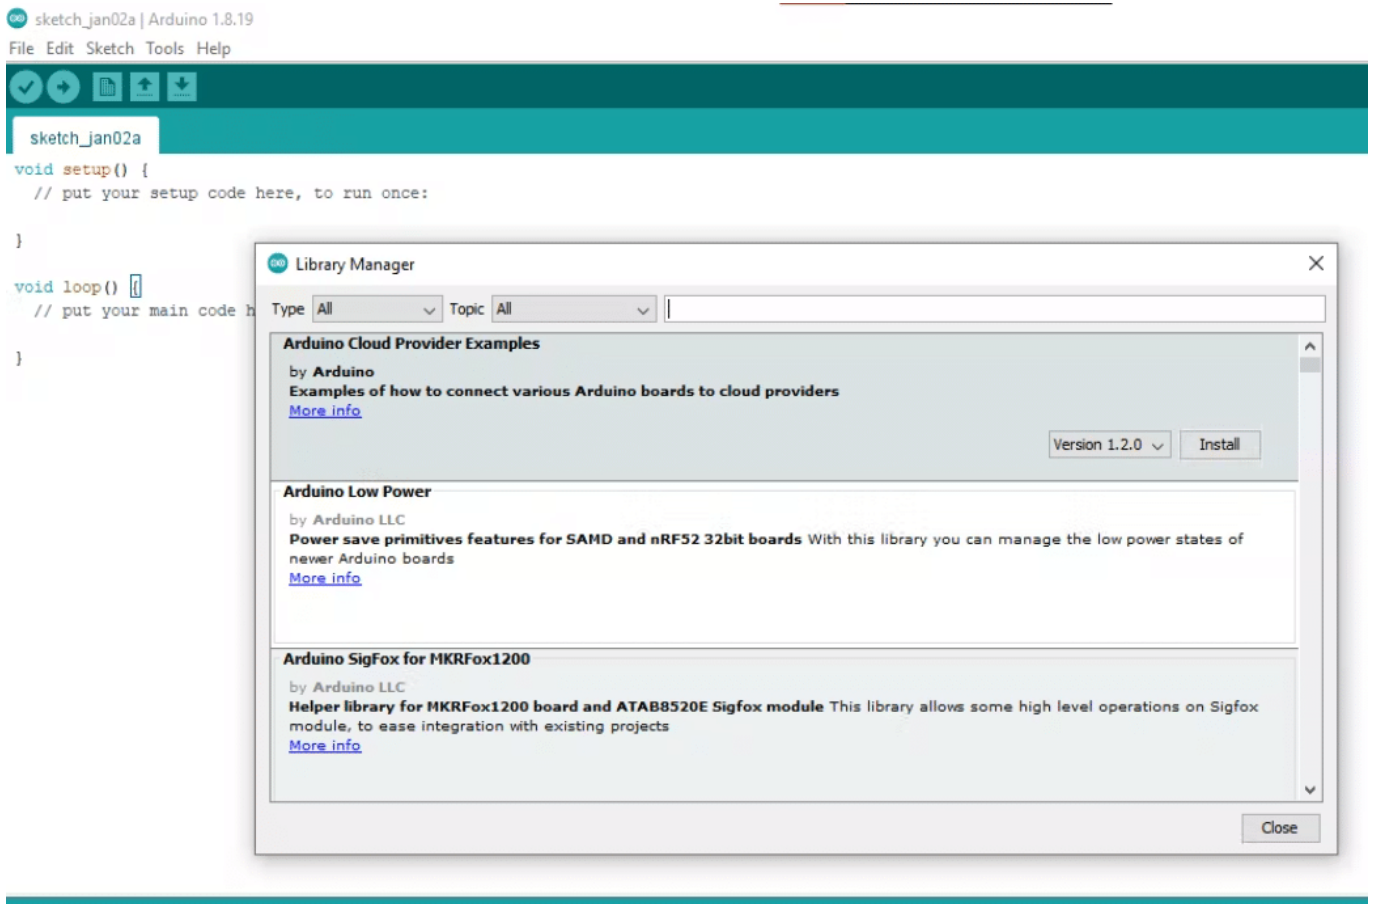 sketch_jan02a | Arduino 1.8.19
File Edit Sketch Tools Help
sketch_jan02a
void setup() {
// put your setup code here, to run once:
}
void loop() {
// put your main code h
}
Library Manager
Type All Topic All
Arduino Cloud Provider Examples
by Arduino
Examples of how to connect various Arduino boards to cloud providers
More info
Version 1.2.0 Install
Arduino Low Power
by Arduino LLC
Power save primitives features for SAMD and nRF52 32bit boards With this library you can manage the low power states of
newer Arduino boards
More info
Arduino SigFox for MKRFox1200
by Arduino LLC
Helper library for MKRFox1200 board and ATAB8520E Sigfox module This library allows some high level operations on Sigfox
module, to ease integration with existing projects
More info
Close